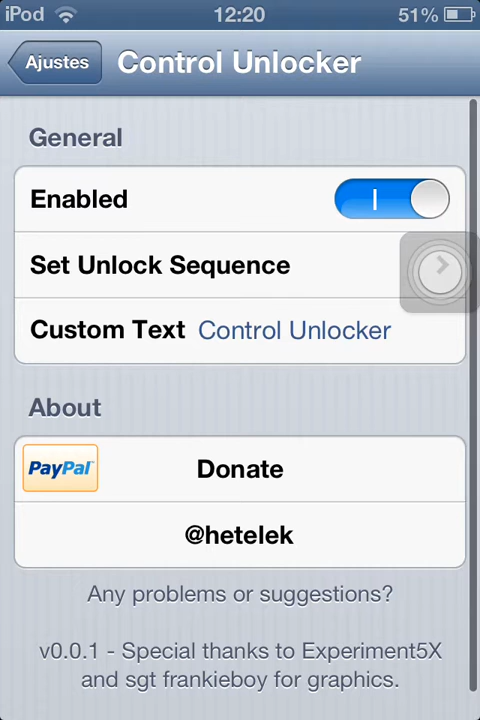 iPod 12:20 51%
Ajustes Control Unlocker
General
Enabled
Set Unlock Sequence
Custom Text Control Unlocker
About
PayPal Donate
@hetelek
Any problems or suggestions?
v0.0.1 - Special thanks to Experiment5X
and sgt frankieboy for graphics.